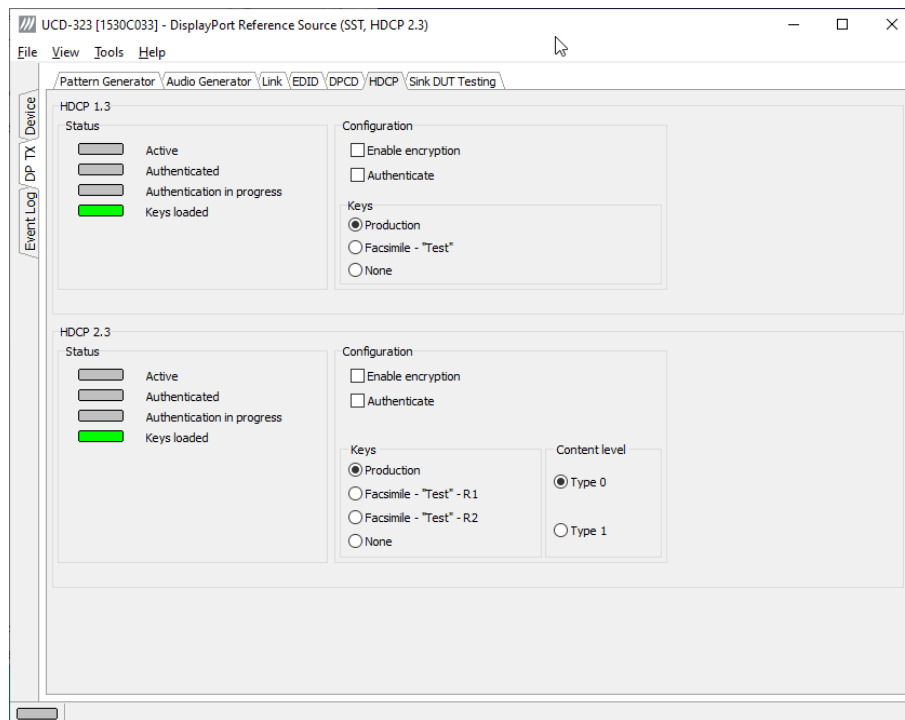 UCD-323 [1530C033] - DisplayPort Reference Source (SST, HDCP 2.3)
File View Tools Help
Pattern Generator Audio Generator Link EDID DPCD HDCP Sink DUT Testing
Device
DP TX
Event Log
HDCP 1.3
Status
Active
Authenticated
Authentication in progress
Keys loaded
Configuration
Enable encryption
Authenticate
Keys
Production
Facsimile - "Test"
None
HDCP 2.3
Status
Active
Authenticated
Authentication in progress
Keys loaded
Configuration
Enable encryption
Authenticate
Keys
Production
Facsimile - "Test" - R1
Facsimile - "Test" - R2
None
Content level
Type 0
Type 1